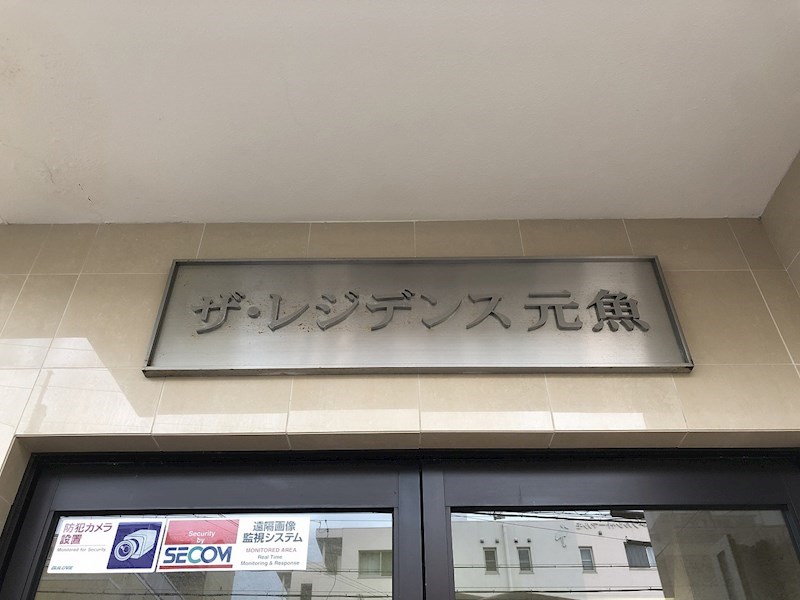 ザ・レジデンス元魚
防犯カメラ
設置
Monitored for Security
Security
by
SECOM
遠隔画像
監視システム
MONITORED AREA
Real Time
Monitoring & Response